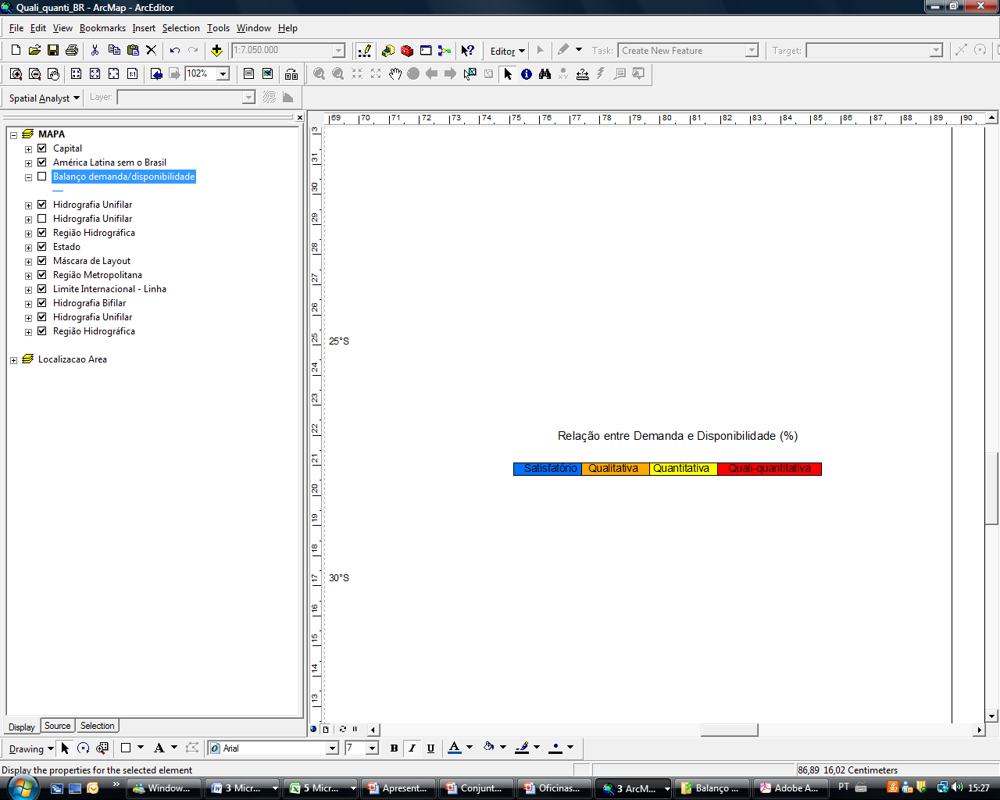 Quali_quanti_BR - ArcMap - ArcEditor
File Edit View Bookmarks Insert Selection Tools Window Help
1:7.050.000 Editor Task: Create New Feature Target:
1:1 102%
Spatial Analyst Layer:
MAPA
Capital
América Latina sem o Brasil
Balanço demanda/disponibilidade
Hidrografia Unifilar
Hidrografia Unifilar
Região Hidrográfica
Estado
Máscara de Layout
Região Metropolitana
Limite Internacional - Linha
Hidrografia Bifilar
Hidrografia Unifilar
Região Hidrográfica
Localizacao Area
69 70 71 72 73 74 75 76 77 78 79 80 81 82 83 84 85 86 87 88 89 90
31
30
29
28
27
26
25
24
23
22
21
20
19
18
17
16
15
14
13
25°S
Relação entre Demanda e Disponibilidade (%)
Satisfatório Qualitativa Quantitativa Quali-quantitativa
30°S
Display Source Selection
Drawing A Arial 7 B I U A
Display the properties for the selected element 86,89 16,02 Centimeters
Window... 3 Micr... 5 Micr... Apresent... Conjunt... Oficinas... 3 ArcM... Balanço ... Adobe A... PT 15:27